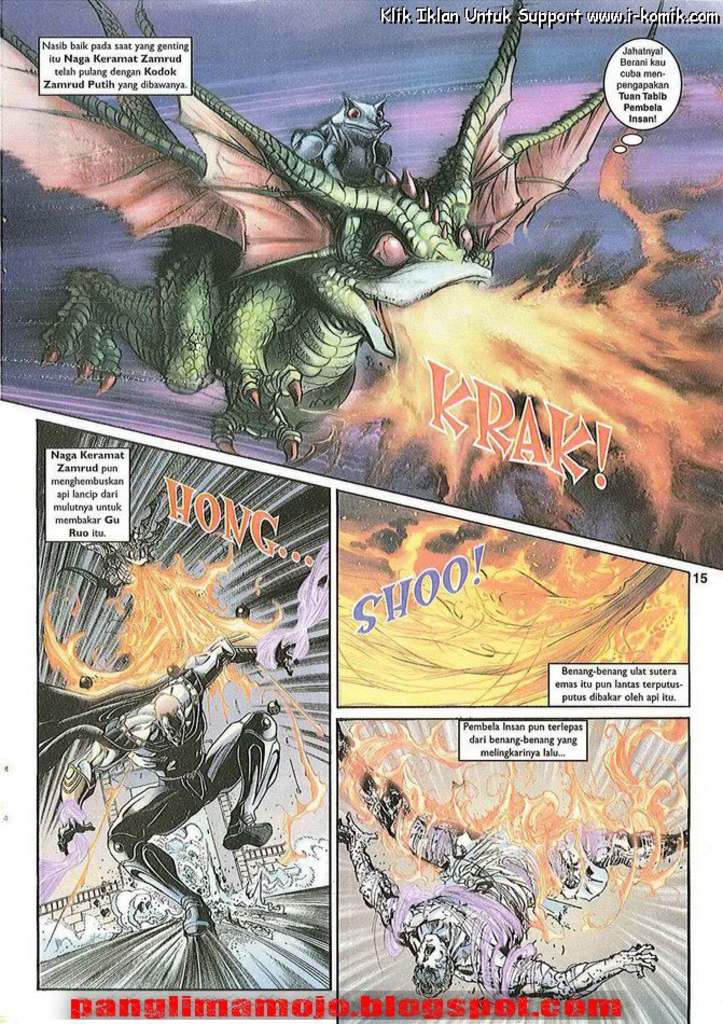 Klik Iklan Untuk Support www.i-komik.com
Nasib baik pada saat yang genting
itu Naga Keramat Zamrud
telah pulang dengan Kodok
Zamrud Putih yang dibawanya.
Jahatnya!
Berani kau
cuba men-
pengapakan
Tuan Tabib
Pembela
Insan!
KRAK!
Naga Keramat
Zamrud pun
menghembuskan
api lancip dari
mulutnya untuk
membakar Gu
Ruo itu.
HONG...
SHOO!
15
Benang-benang ulat sutera
emas itu pun lantas terputus-
putus dibakar oleh api itu.
Pembela Insan pun terlepas
dari benang-benang yang
melingkarinya lalu...
panglimamojo.blogspot.com